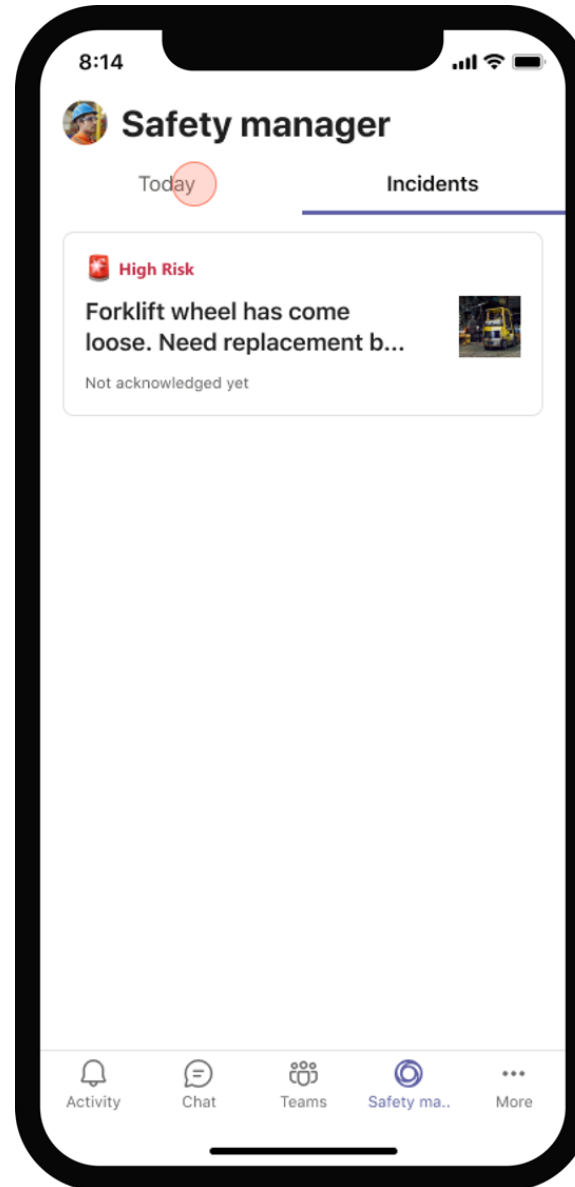 8:14
Safety manager
Today
Incidents
High Risk
Forklift wheel has come
loose. Need replacement b...
Not acknowledged yet
Activity
Chat
Teams
Safety ma..
More